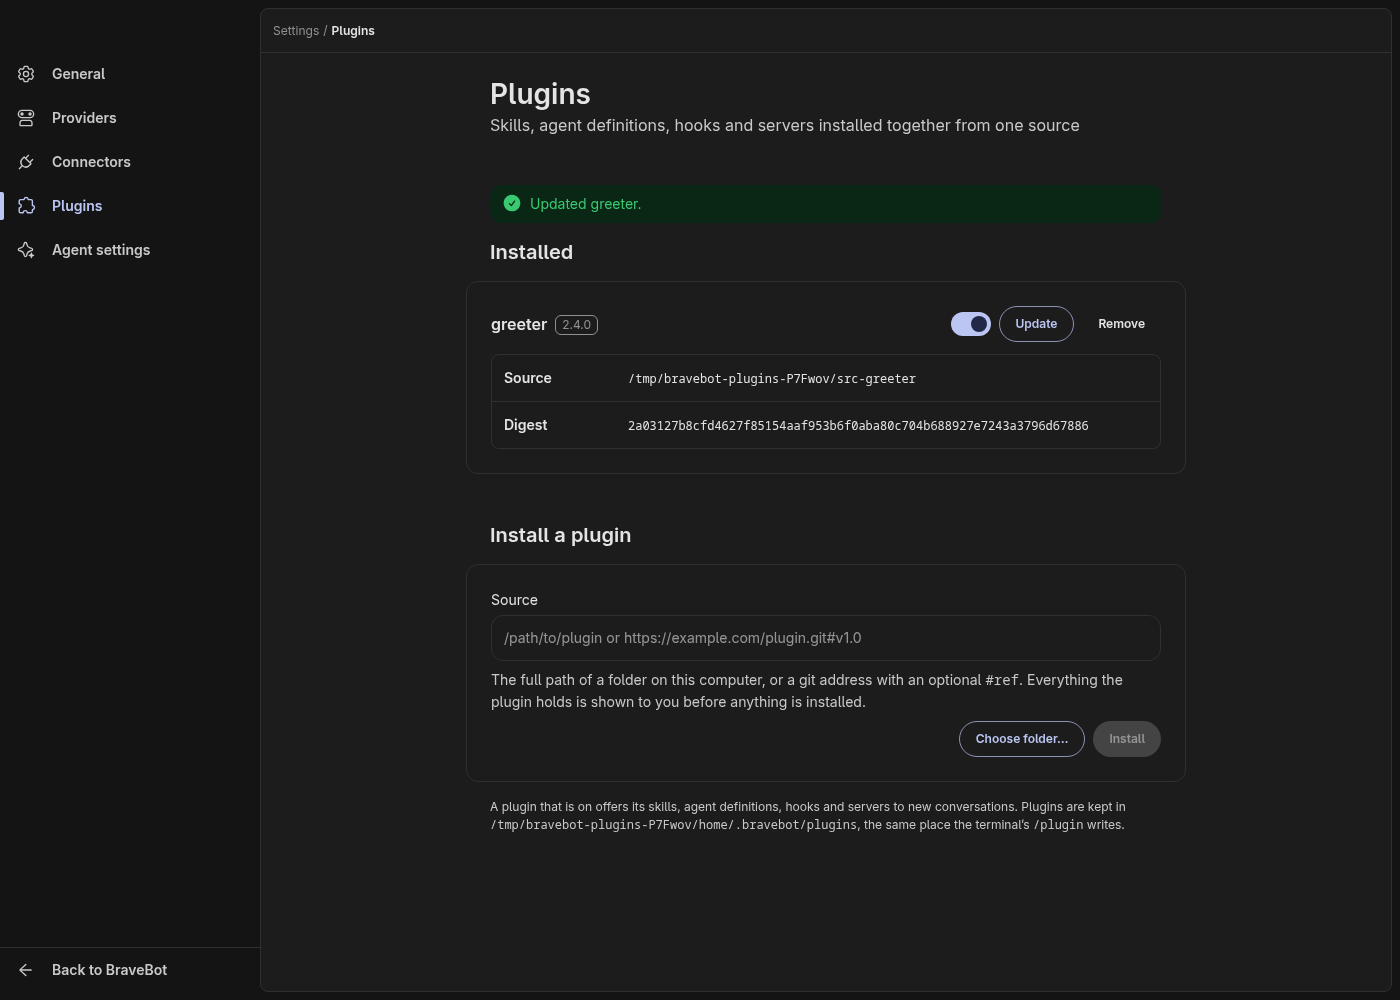 Settings / Plugins
General
Providers
Connectors
Plugins
Agent settings
Back to BraveBot
Plugins
Skills, agent definitions, hooks and servers installed together from one source
Updated greeter.
Installed
greeter 2.4.0 Update Remove
Source /tmp/bravebot-plugins-P7Fwov/src-greeter
Digest 2a03127b8cfd4627f85154aaf953b6f0aba80c704b688927e7243a3796d67886
Install a plugin
Source
/path/to/plugin or https://example.com/plugin.git#v1.0
The full path of a folder on this computer, or a git address with an optional #ref. Everything the
plugin holds is shown to you before anything is installed.
Choose folder... Install
A plugin that is on offers its skills, agent definitions, hooks and servers to new conversations. Plugins are kept in
/tmp/bravebot-plugins-P7Fwov/home/.bravebot/plugins, the same place the terminal's /plugin writes.